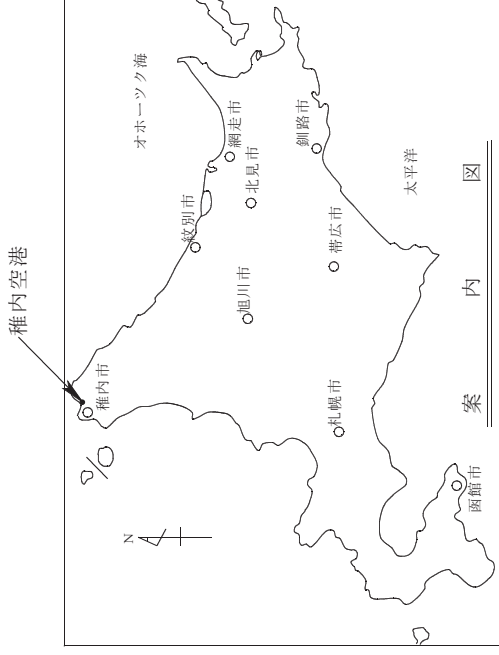 稚内空港
稚内市
オホーツク海
紋別市
網走市
北見市
旭川市
釧路市
帯広市
札幌市
太平洋
函館市
N
案内図